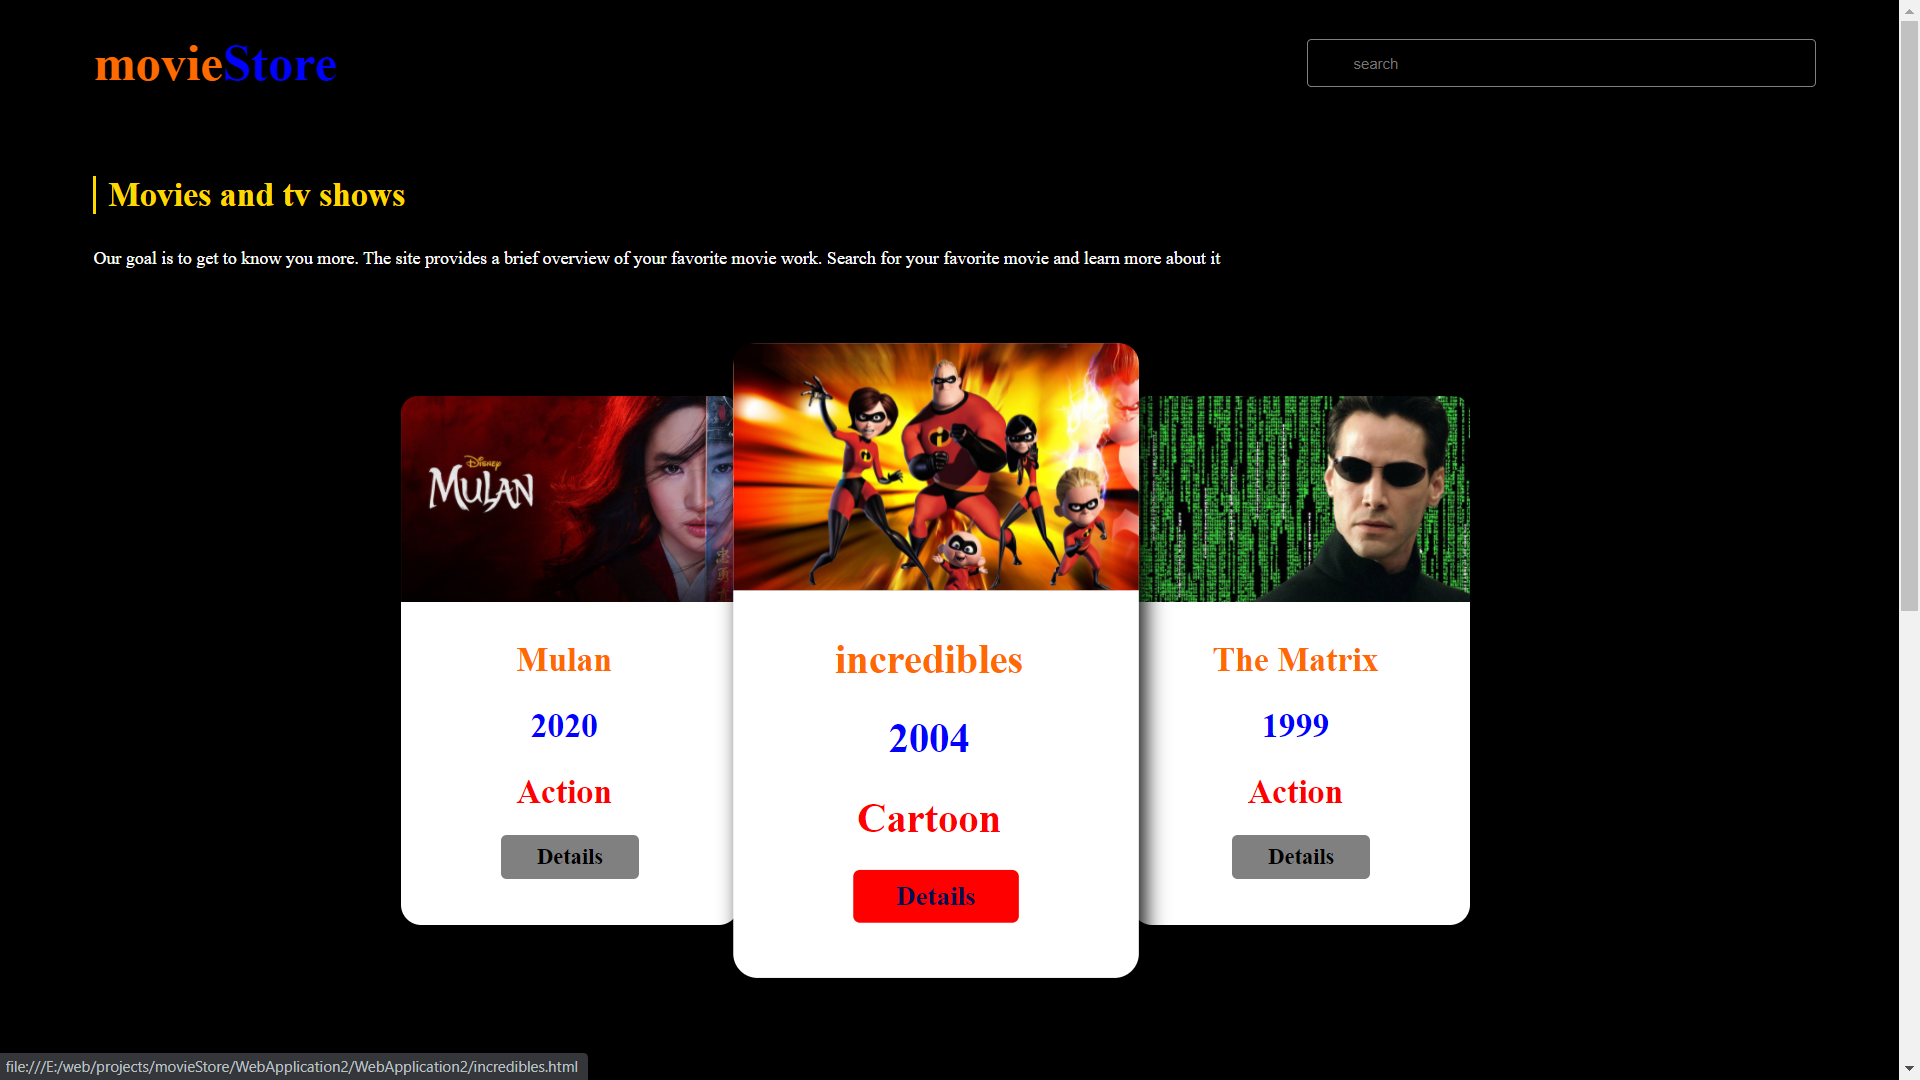 movieStore
search
Movies and tv shows
Our goal is to get to know you more. The site provides a brief overview of your favorite movie work. Search for your favorite movie and learn more about it
Disney
MULAN
Mulan
2020
Action
Details
incredibles
2004
Cartoon
Details
The Matrix
1999
Action
Details
file:///E:/web/projects/movieStore/WebApplication2/WebApplication2/incredibles.html